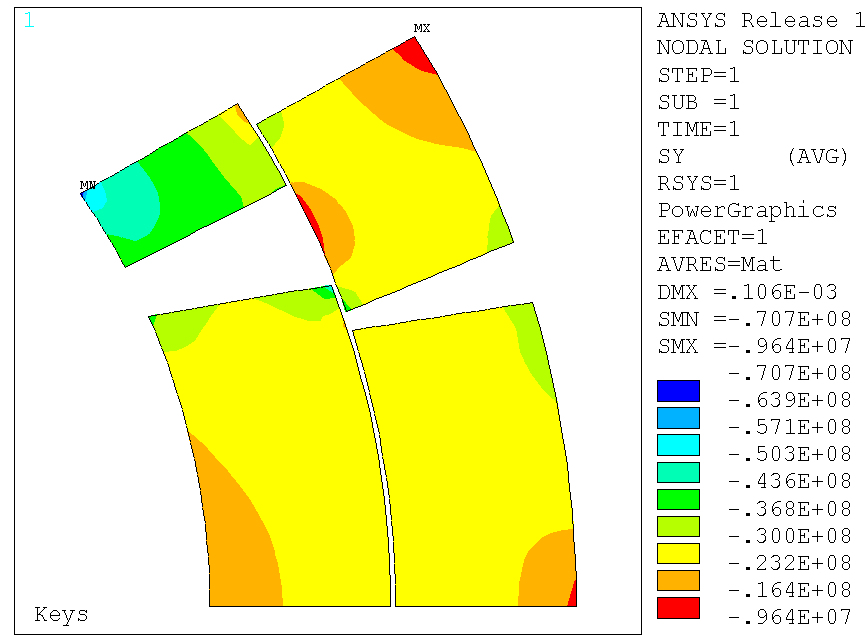 1
MX
MN
Keys
ANSYS Release 1
NODAL SOLUTION
STEP=1
SUB =1
TIME=1
SY (AVG)
RSYS=1
PowerGraphics
EFACET=1
AVRES=Mat
DMX =.106E-03
SMN =-.707E+08
SMX =-.964E+07
-.707E+08
-.639E+08
-.571E+08
-.503E+08
-.436E+08
-.368E+08
-.300E+08
-.232E+08
-.164E+08
-.964E+07